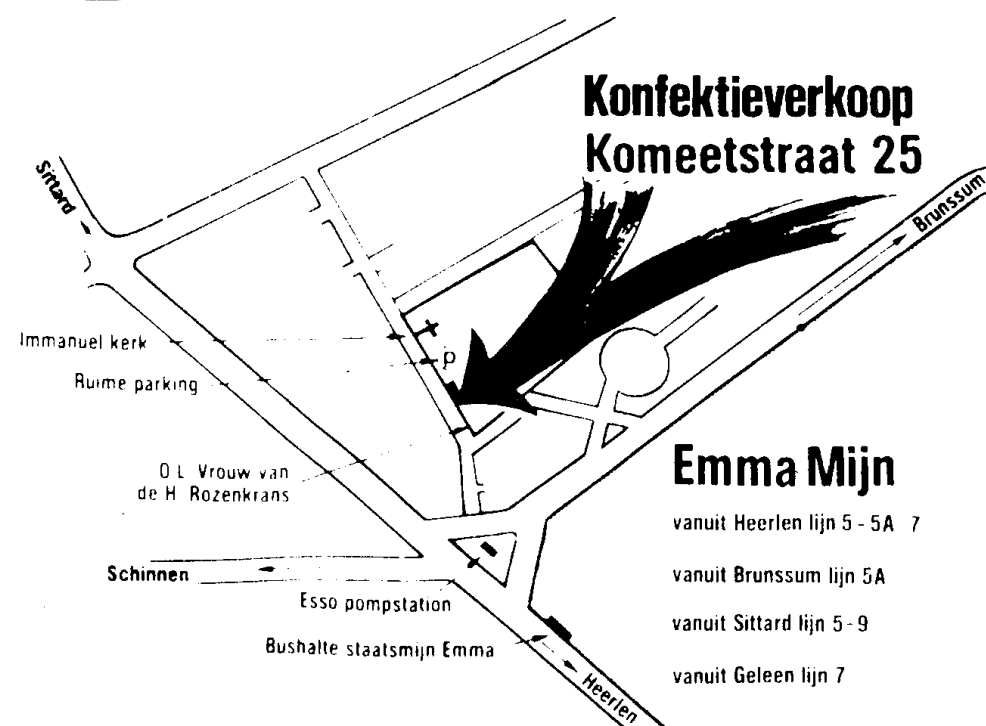 Konfektieverkoop
Komeetstraat 25
Sittard
Brunssum
Immanuel kerk
p
Ruime parking
O L Vrouw van
de H Rozenkrans
Emma Mijn
vanuit Heerlen lijn 5 - 5A 7
vanuit Brunssum lijn 5A
vanuit Sittard lijn 5 - 9
vanuit Geleen lijn 7
Schinnen
Esso pompstation
Bushalte staatsmijn Emma
Heerlen